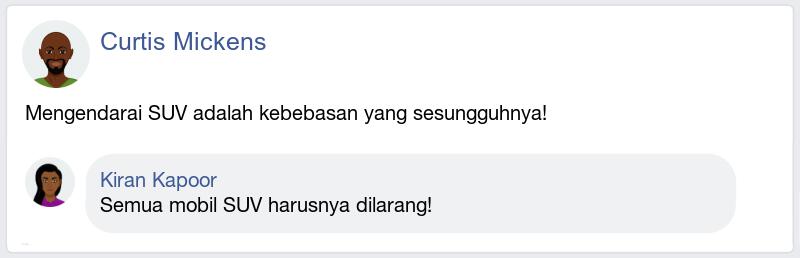 Curtis Mickens
Mengendarai SUV adalah kebebasan yang sesungguhnya!
Kiran Kapoor
Semua mobil SUV harusnya dilarang!